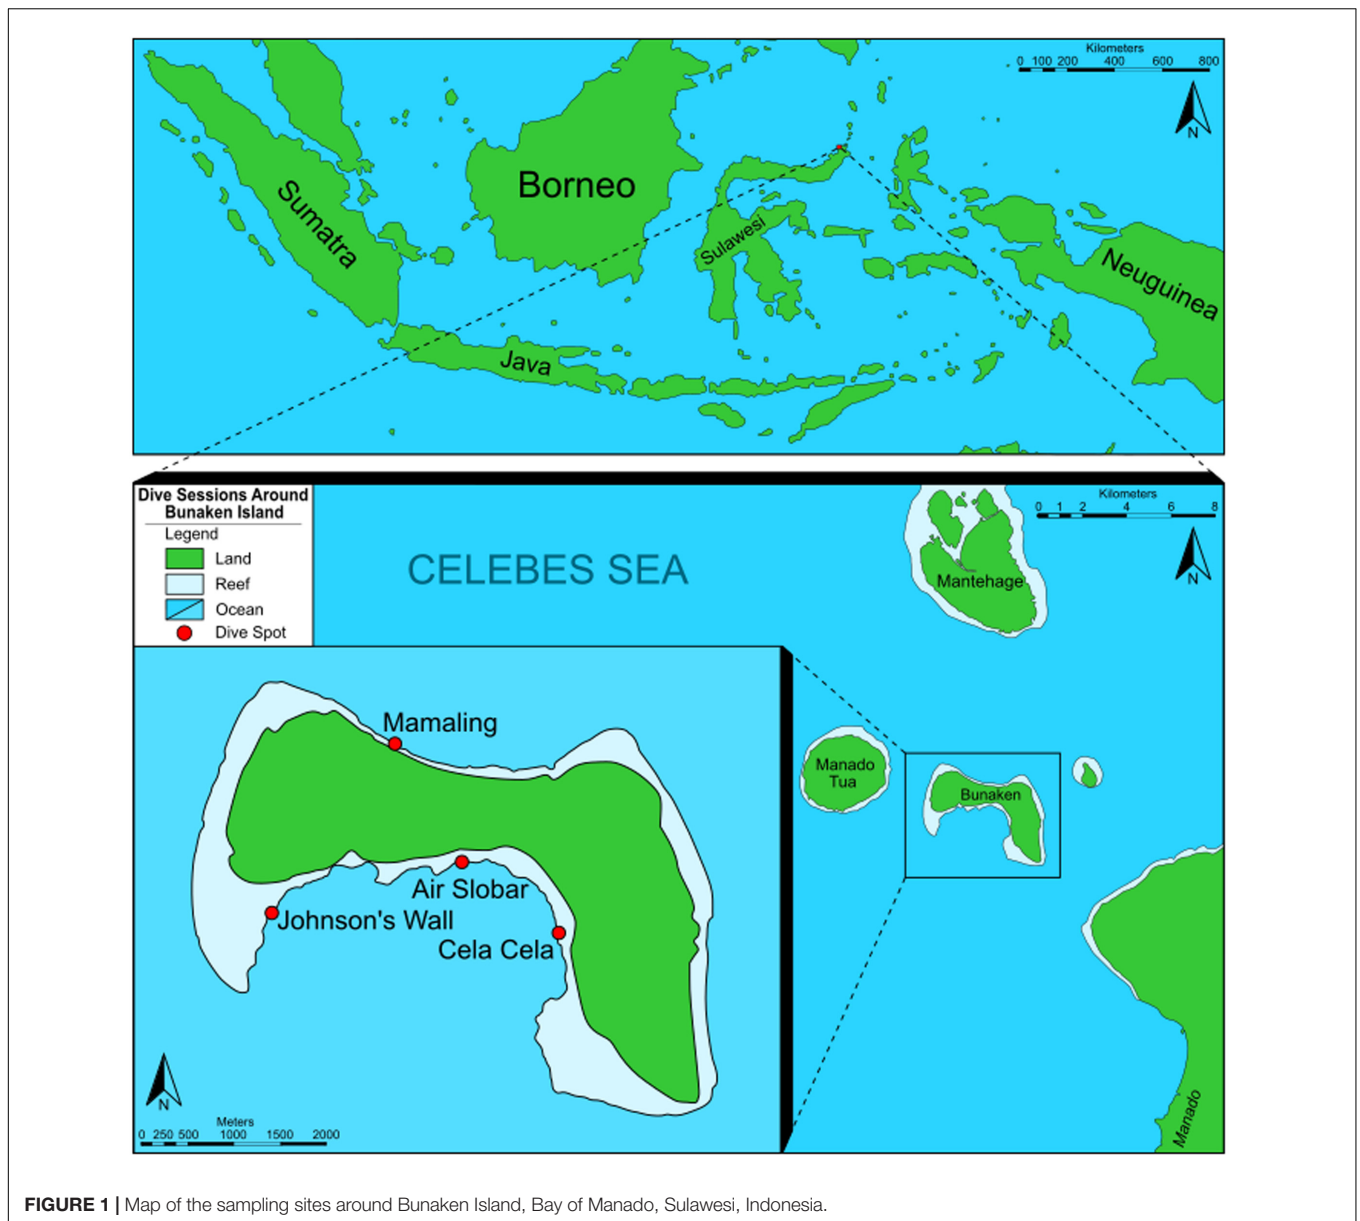 Kilometers
0 100 200 400 600 800
N
Borneo
Sumatra
Sulawesi
Neuguinea
Java
Dive Sessions Around
Bunaken Island
Legend
Land
Reef
Ocean
Dive Spot
CELEBES SEA
Kilometers
0 1 2 4 6 8
N
Mantehage
Manado
Tua
Bunaken
Manado
Mamaling
Air Slobar
Johnson's Wall
Cela Cela
N
Meters
0 250 500 1000 1500 2000
FIGURE 1 | Map of the sampling sites around Bunaken Island, Bay of Manado, Sulawesi, Indonesia.